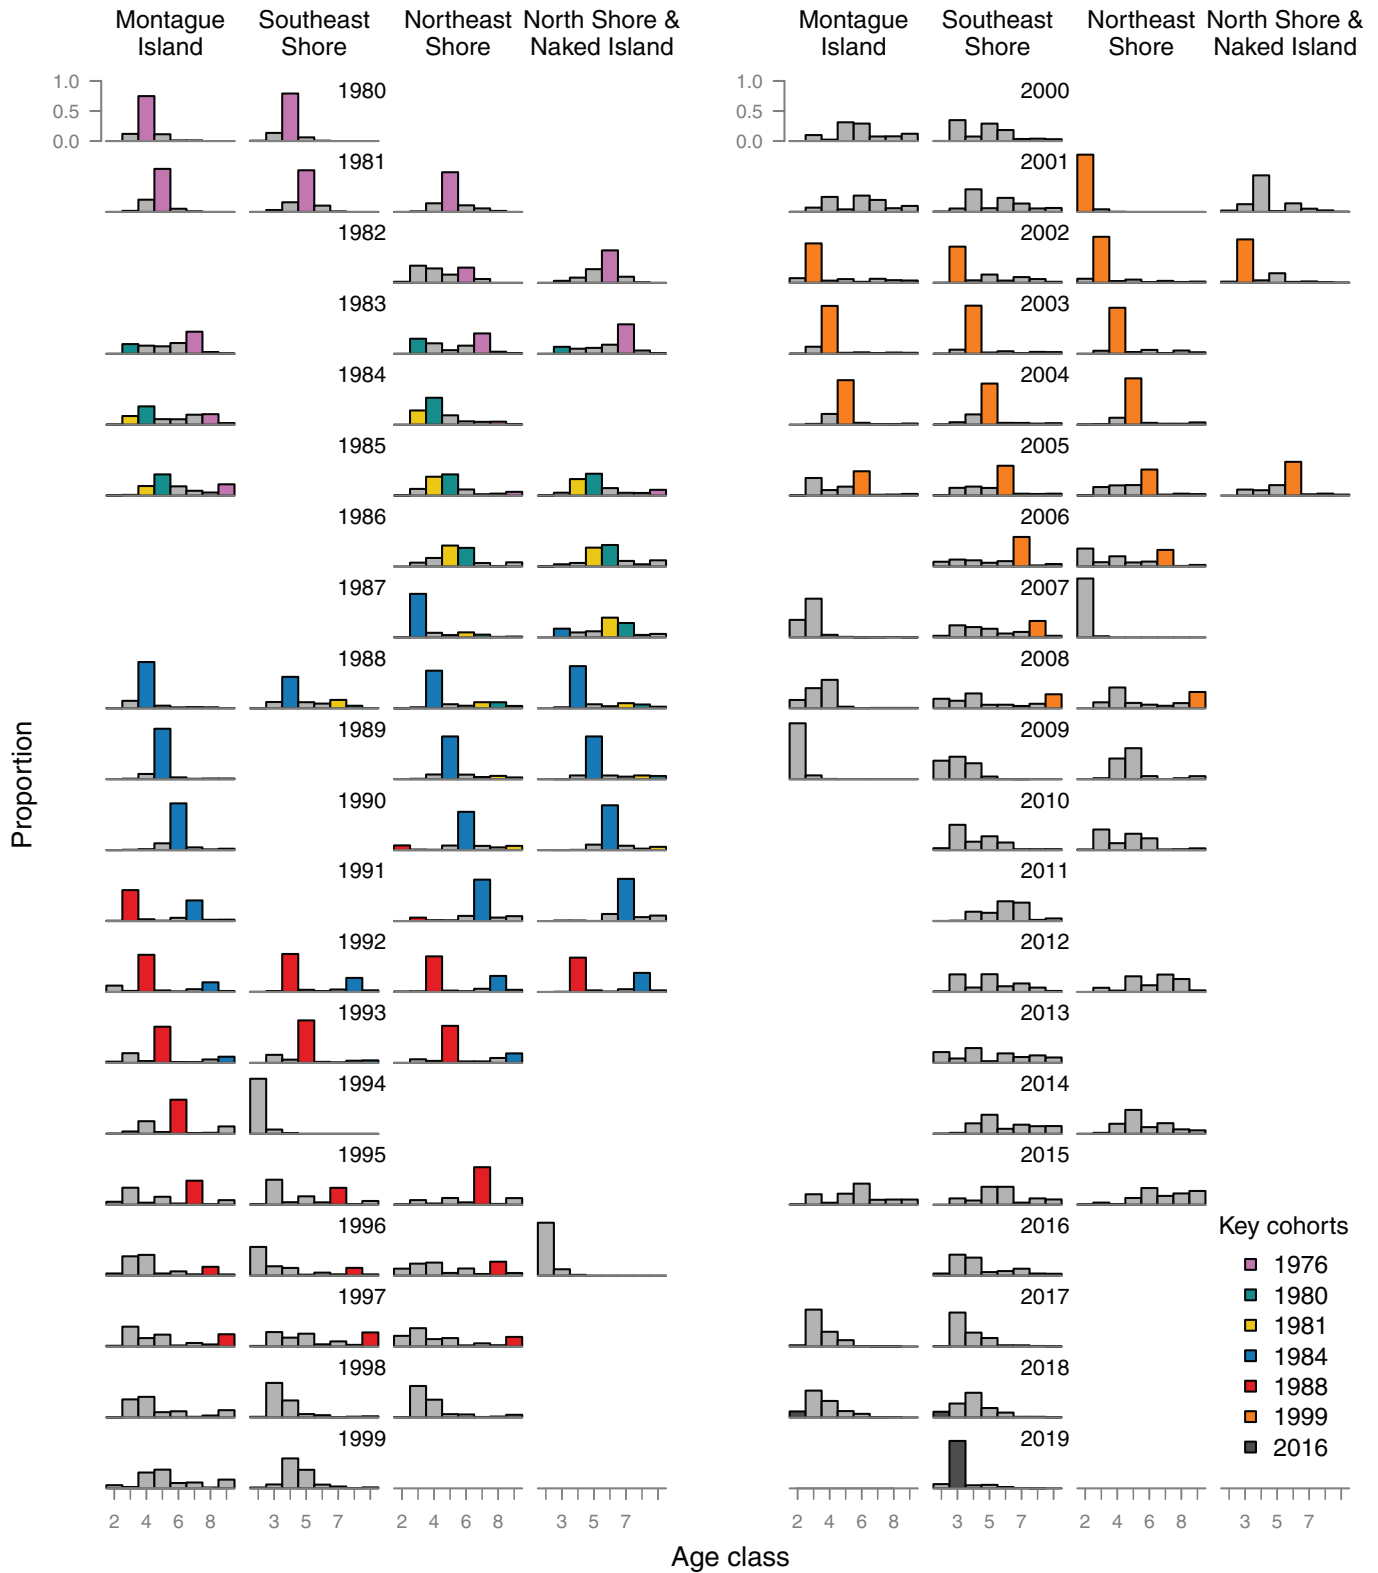 Montague Island
Southeast Shore
Northeast Shore
North Shore & Naked Island
Montague Island
Southeast Shore
Northeast Shore
North Shore & Naked Island
Proportion
1.0
0.5
0.0
1980
1981
1982
1983
1984
1985
1986
1987
1988
1989
1990
1991
1992
1993
1994
1995
1996
1997
1998
1999
2 4 6 8
3 5 7
2 4 6 8
3 5 7
1.0
0.5
0.0
2000
2001
2002
2003
2004
2005
2006
2007
2008
2009
2010
2011
2012
2013
2014
2015
2016
2017
2018
2019
2 4 6 8
3 5 7
2 4 6 8
3 5 7
Key cohorts
1976
1980
1981
1984
1988
1999
2016
Age class